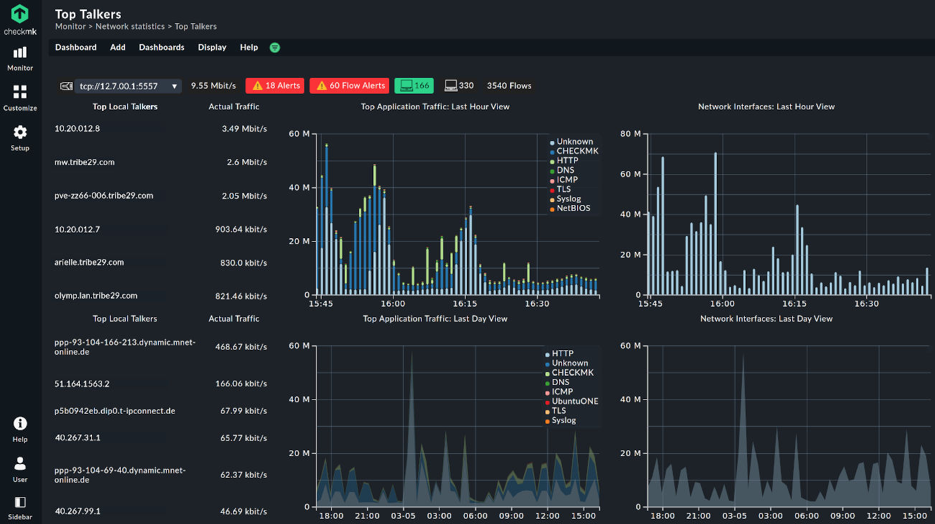 checkmk
Top Talkers
Monitor > Network statistics > Top Talkers
Dashboard Add Dashboards Display Help
Monitor
Customize
Setup
tcp://12.7.00.1:5557 ▼ 9.55 Mbit/s 18 Alerts 60 Flow Alerts 166 330 3540 Flows
Top Local Talkers Actual Traffic
10.20.012.8 3.49 Mbit/s
mw.tribe29.com 2.6 Mbit/s
pve-zz66-006.tribe29.com 2.05 Mbit/s
10.20.012.7 903.64 kbit/s
arielle.tribe29.com 830.0 kbit/s
olymp.lan.tribe29.com 821.46 kbit/s
Top Application Traffic: Last Hour View
60 M
40 M
20 M
0
15:45 16:00 16:15 16:30
Unknown
CHECKMK
HTTP
DNS
ICMP
TLS
Syslog
NetBIOS
Network Interfaces: Last Hour View
80 M
60 M
40 M
20 M
0
15:45 16:00 16:15 16:30
Top Local Talkers Actual Traffic
ppp-93-104-166-213.dynamic.mnet-
online.de 468.67 kbit/s
51.164.1563.2 166.06 kbit/s
p5b0942eb.dip0.t-ipconnect.de 67.99 kbit/s
40.267.31.1 65.77 kbit/s
ppp-93-104-69-40.dynamic.mnet-
online.de 62.37 kbit/s
40.267.99.1 46.69 kbit/s
Top Application Traffic: Last Day View
60 M
40 M
20 M
0
18:00 21:00 03-05 03:00 06:00 09:00 12:00 15:00
HTTP
Unknown
CHECKMK
DNS
ICMP
UbuntuONE
TLS
Syslog
Network Interfaces: Last Day View
60 M
40 M
20 M
0
18:00 21:00 03-05 03:00 06:00 09:00 12:00 15:00
Help
User
Sidebar